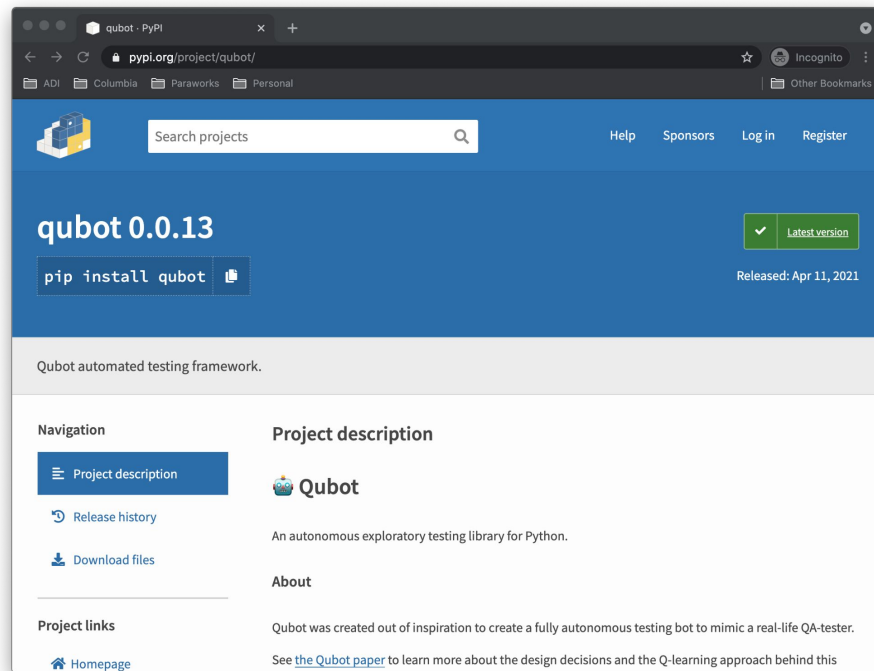 qubot · PyPI
pypi.org/project/qubot/
Incognito
ADI Columbia Paraworks Personal
Other Bookmarks
Search projects
Help Sponsors Log in Register
qubot 0.0.13
pip install qubot
Latest version
Released: Apr 11, 2021
Qubot automated testing framework.
Navigation
Project description
Release history
Download files
Project links
Homepage
Project description
🤖 Qubot
An autonomous exploratory testing library for Python.
About
Qubot was created out of inspiration to create a fully autonomous testing bot to mimic a real-life QA-tester.
See the Qubot paper to learn more about the design decisions and the Q-learning approach behind this